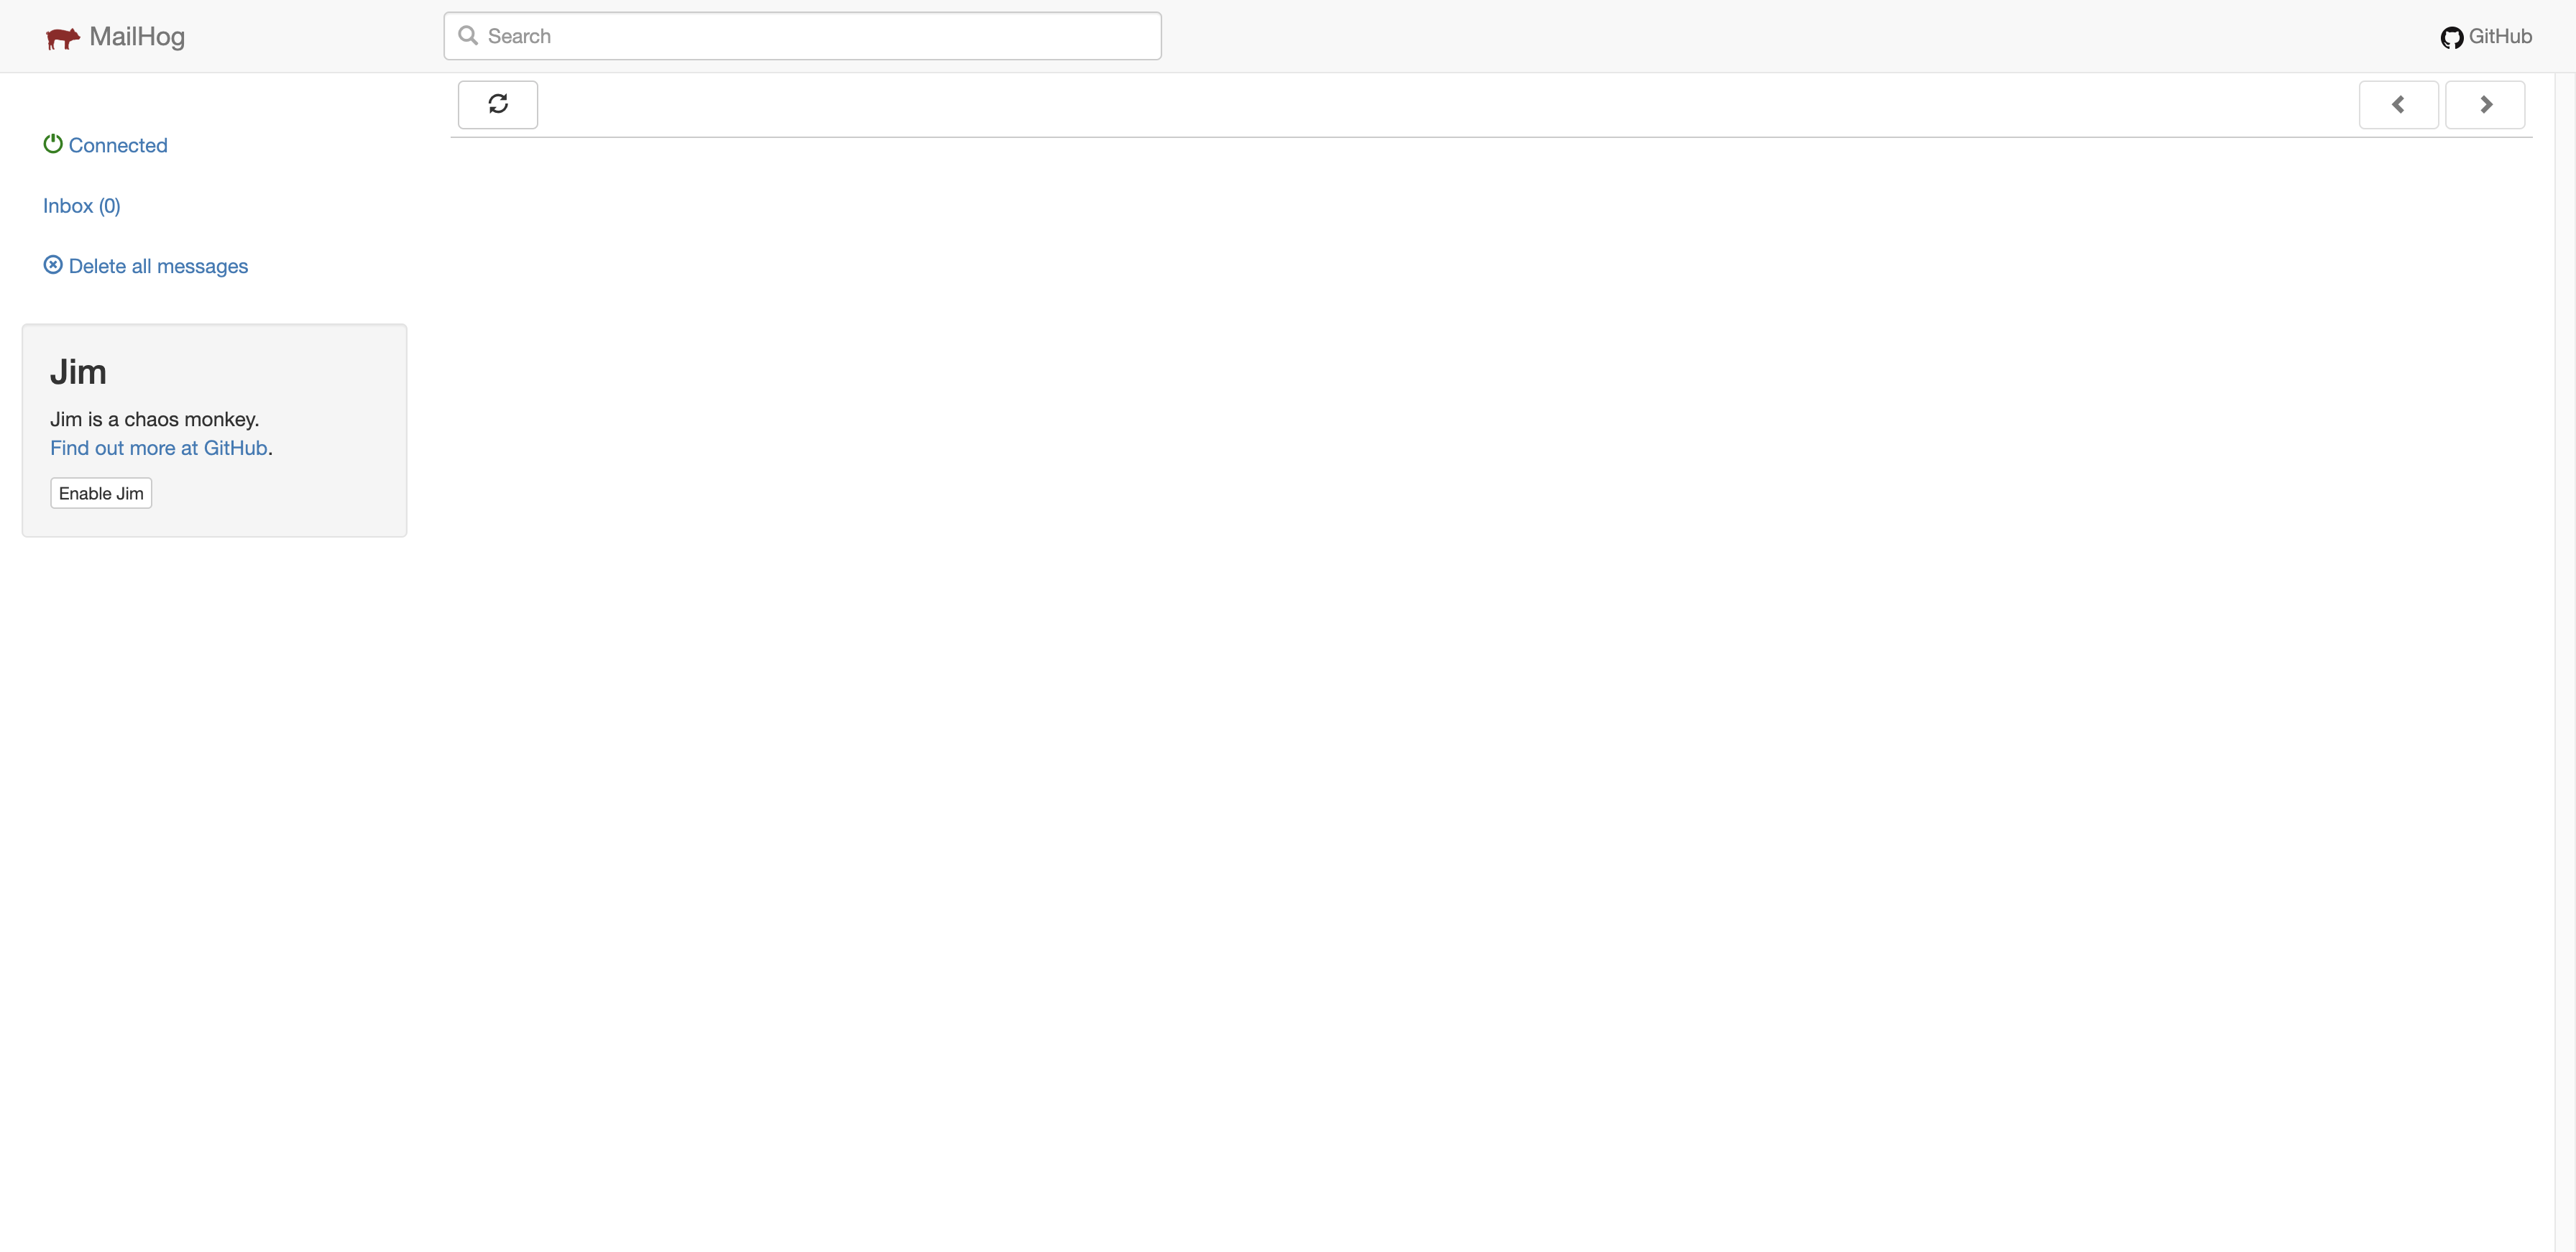 MailHog
Search
GitHub
Connected
Inbox (0)
Delete all messages
Jim
Jim is a chaos monkey.
Find out more at GitHub.
Enable Jim